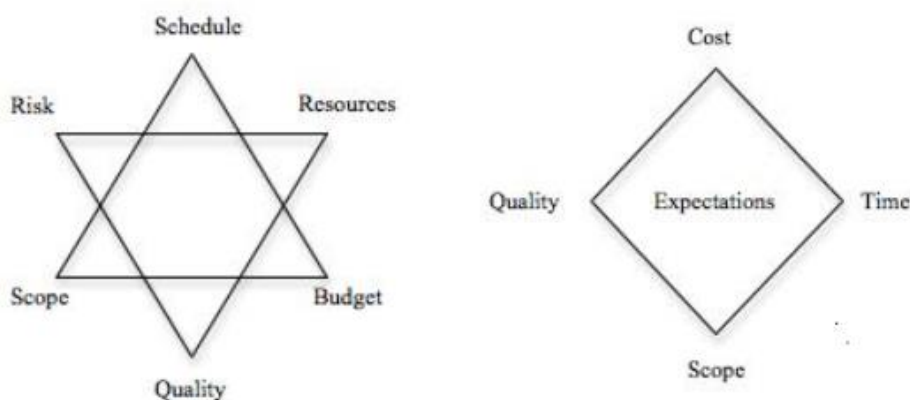 Schedule
Risk
Resources
Scope
Budget
Quality
Cost
Quality
Expectations
Time
Scope